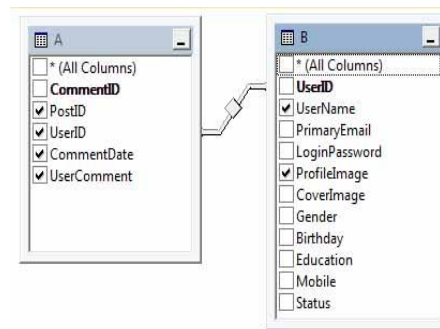 A
* (All Columns)
CommentID
PostID
UserID
CommentDate
UserComment
B
* (All Columns)
UserID
UserName
PrimaryEmail
LoginPassword
ProfileImage
CoverImage
Gender
Birthday
Education
Mobile
Status